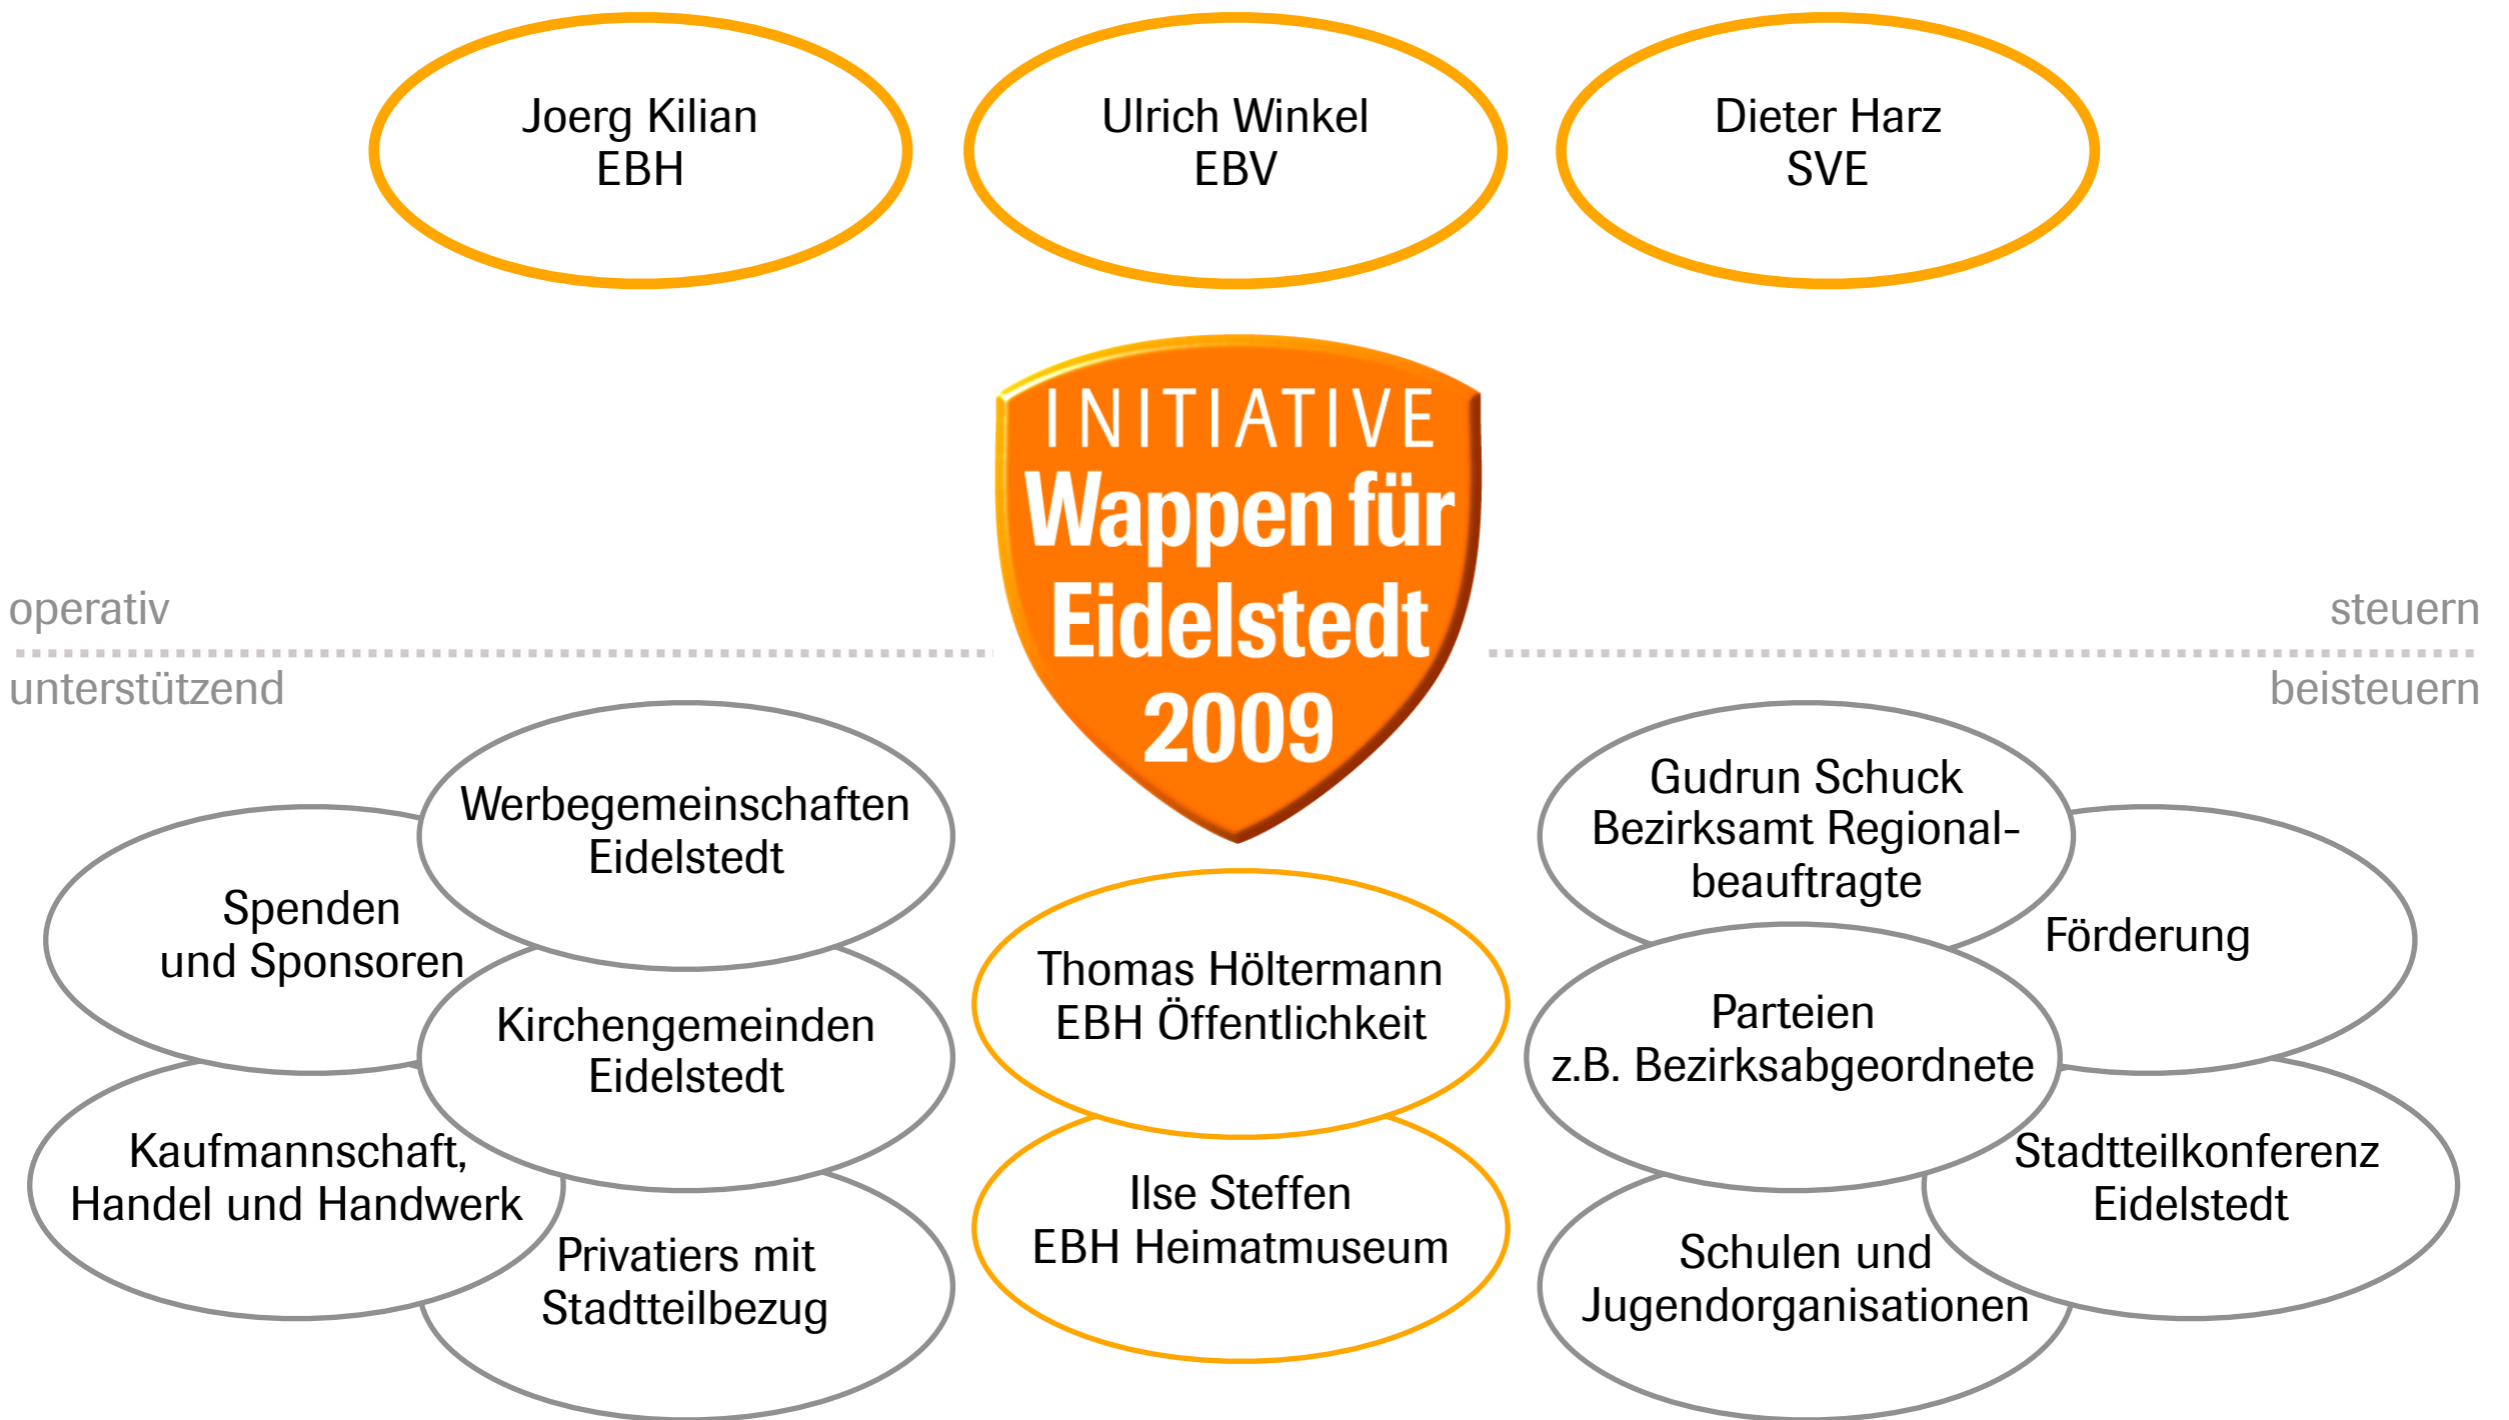 Joerg Kilian
EBH
Ulrich Winkel
EBV
Dieter Harz
SVE
INITIATIVE
Wappen für
Eidelstedt
2009
operativ
steuern
unterstützend
beisteuern
Werbegemeinschaften
Eidelstedt
Spenden
und Sponsoren
Kirchengemeinden
Eidelstedt
Kaufmannschaft,
Handel und Handwerk
Privatiers mit
Stadtteilbezug
Thomas Höltermann
EBH Öffentlichkeit
Ilse Steffen
EBH Heimatmuseum
Gudrun Schuck
Bezirksamt Regional-
beauftragte
Förderung
Parteien
z.B. Bezirksabgeordnete
Stadtteilkonferenz
Eidelstedt
Schulen und
Jugendorganisationen